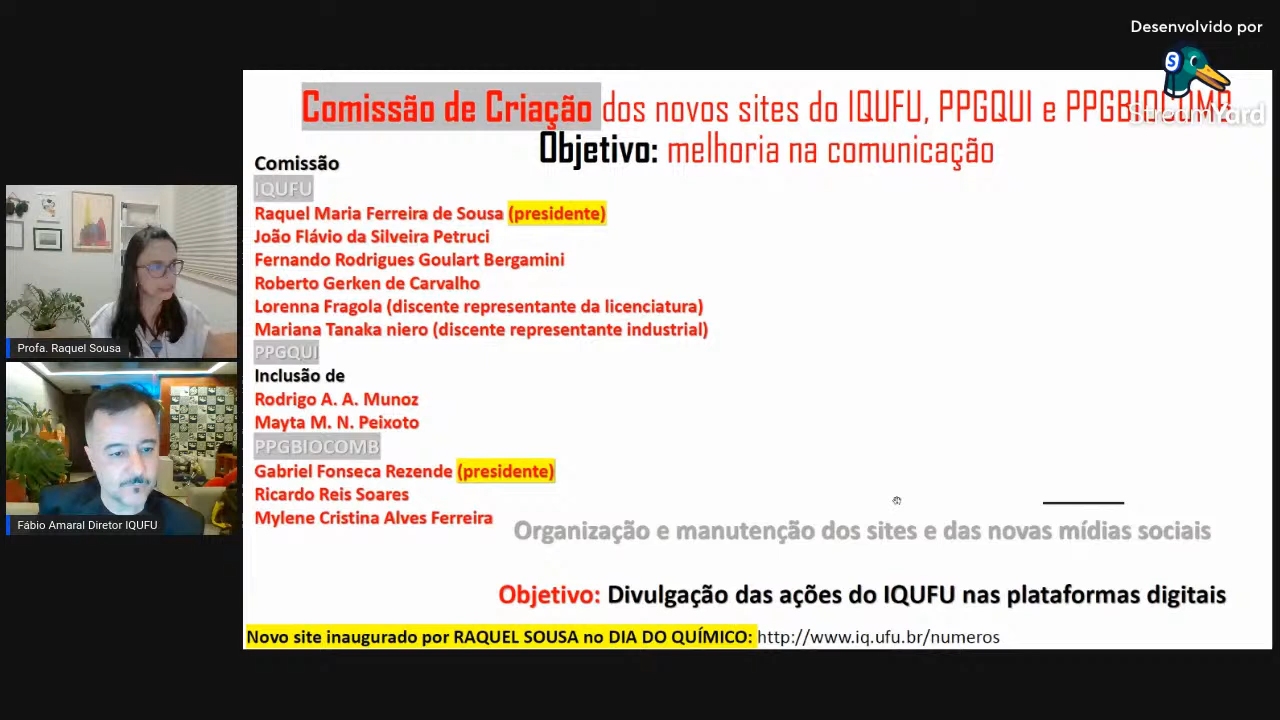 Desenvolvido por
StreamYard
Comissão de Criação dos novos sites do IQUFU, PPGQUI e PPGBIOCOMB
Objetivo: melhoria na comunicação
Comissão
IQUFU
Raquel Maria Ferreira de Sousa (presidente)
João Flávio da Silveira Petruci
Fernando Rodrigues Goulart Bergamini
Roberto Gerken de Carvalho
Lorenna Fragola (discente representante da licenciatura)
Mariana Tanaka niero (discente representante industrial)
PPGQUI
Inclusão de
Rodrigo A. A. Munoz
Mayta M. N. Peixoto
PPGBIOCOMB
Gabriel Fonseca Rezende (presidente)
Ricardo Reis Soares
Mylene Cristina Alves Ferreira
Organização e manutenção dos sites e das novas mídias sociais
Objetivo: Divulgação das ações do IQUFU nas plataformas digitais
Novo site inaugurado por RAQUEL SOUSA no DIA DO QUÍMICO: http://www.iq.ufu.br/numeros
Profa. Raquel Sousa
Fábio Amaral Diretor IQUFU